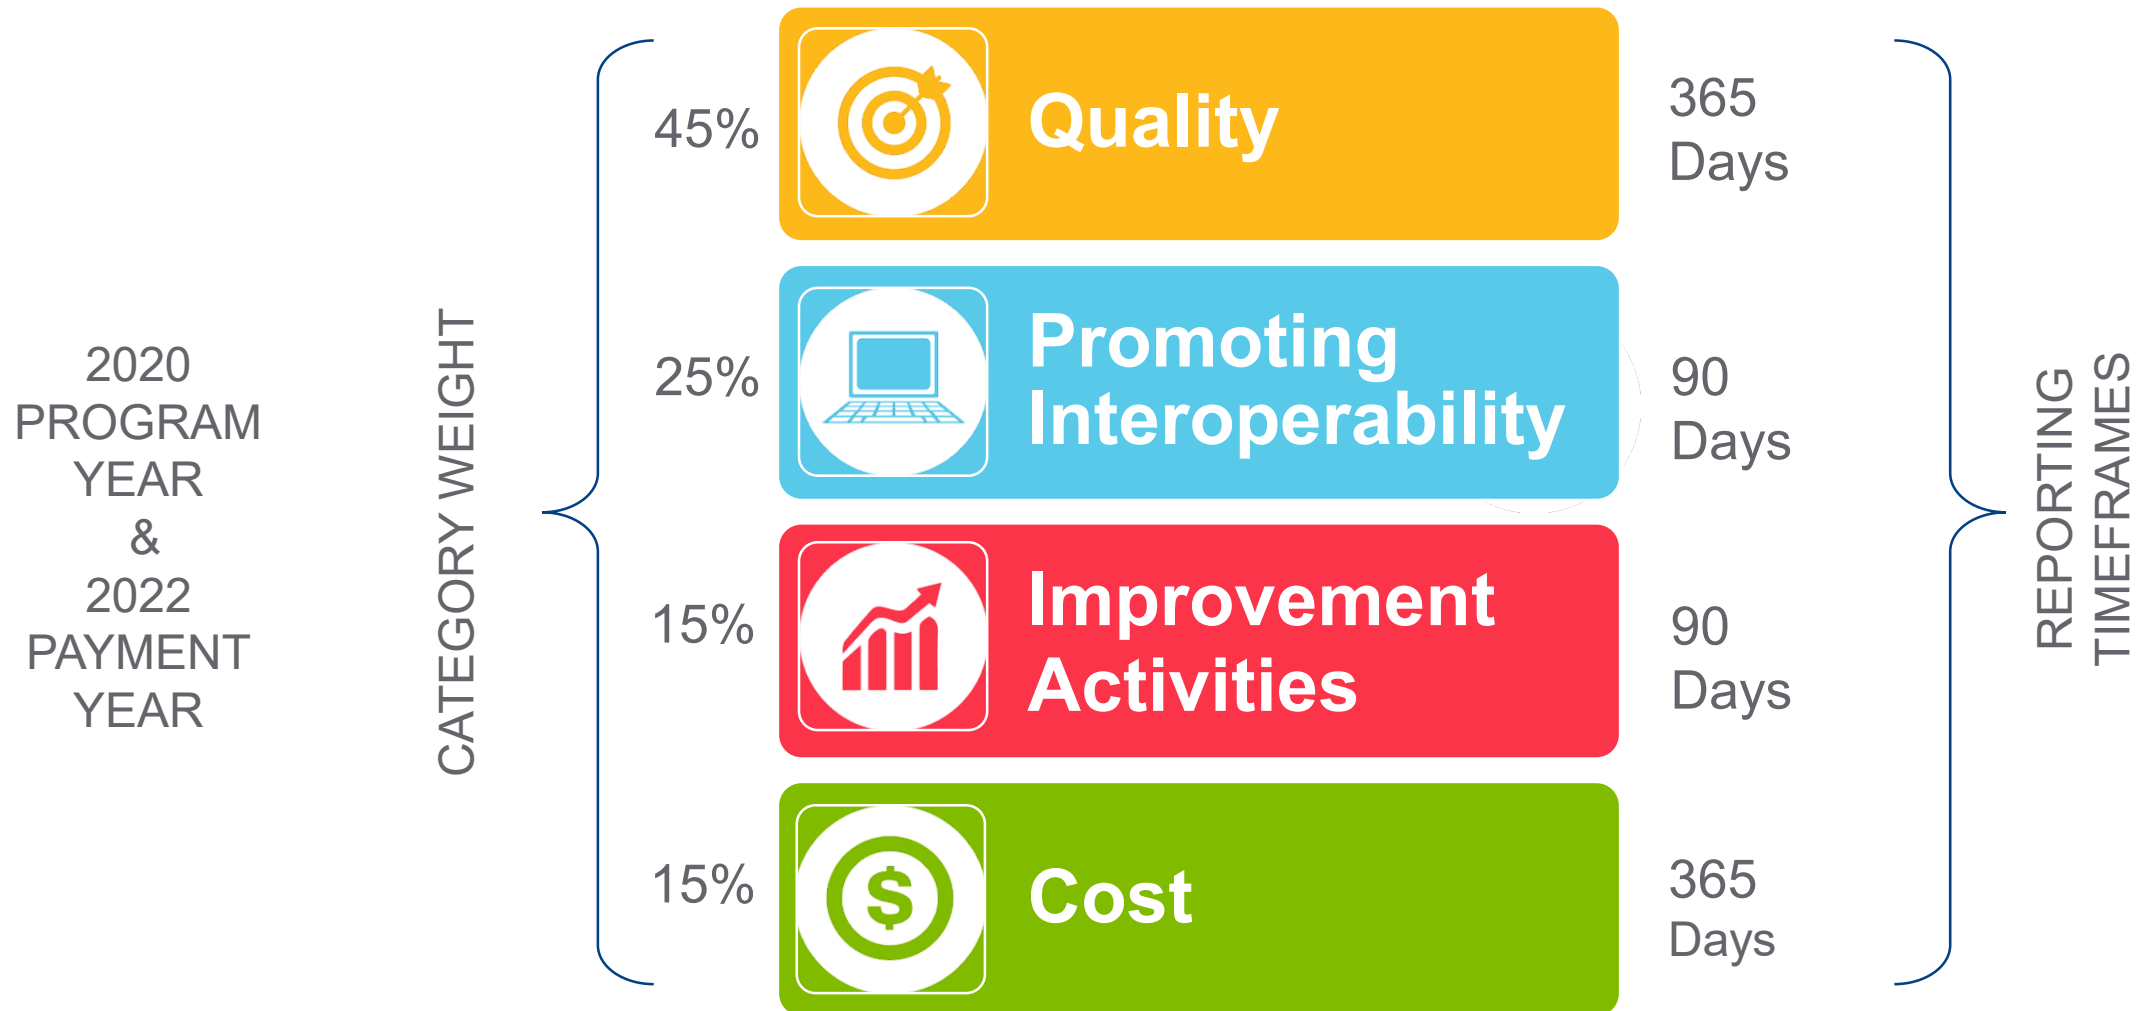 2020
PROGRAM
YEAR
&
2022
PAYMENT
YEAR
CATEGORY WEIGHT
45%
Quality
365
Days
25%
Promoting
Interoperability
90
Days
15%
Improvement
Activities
90
Days
15%
$
Cost
365
Days
REPORTING
TIMEFRAMES